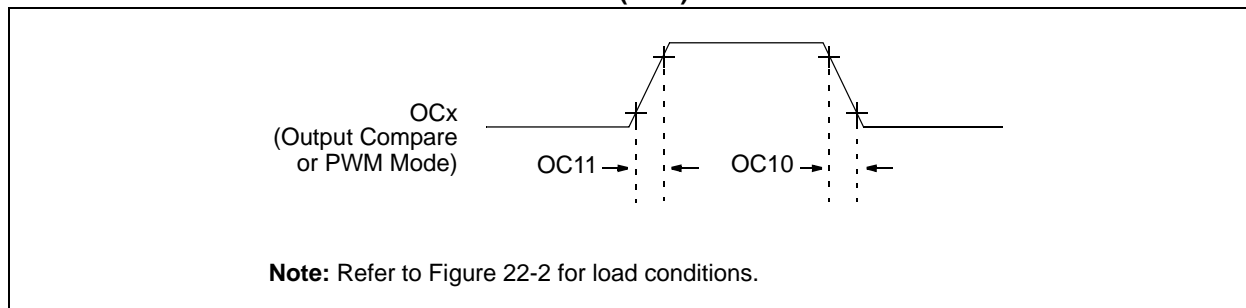 OCx
(Output Compare
or PWM Mode)
OC11
OC10
Note: Refer to Figure 22-2 for load conditions.